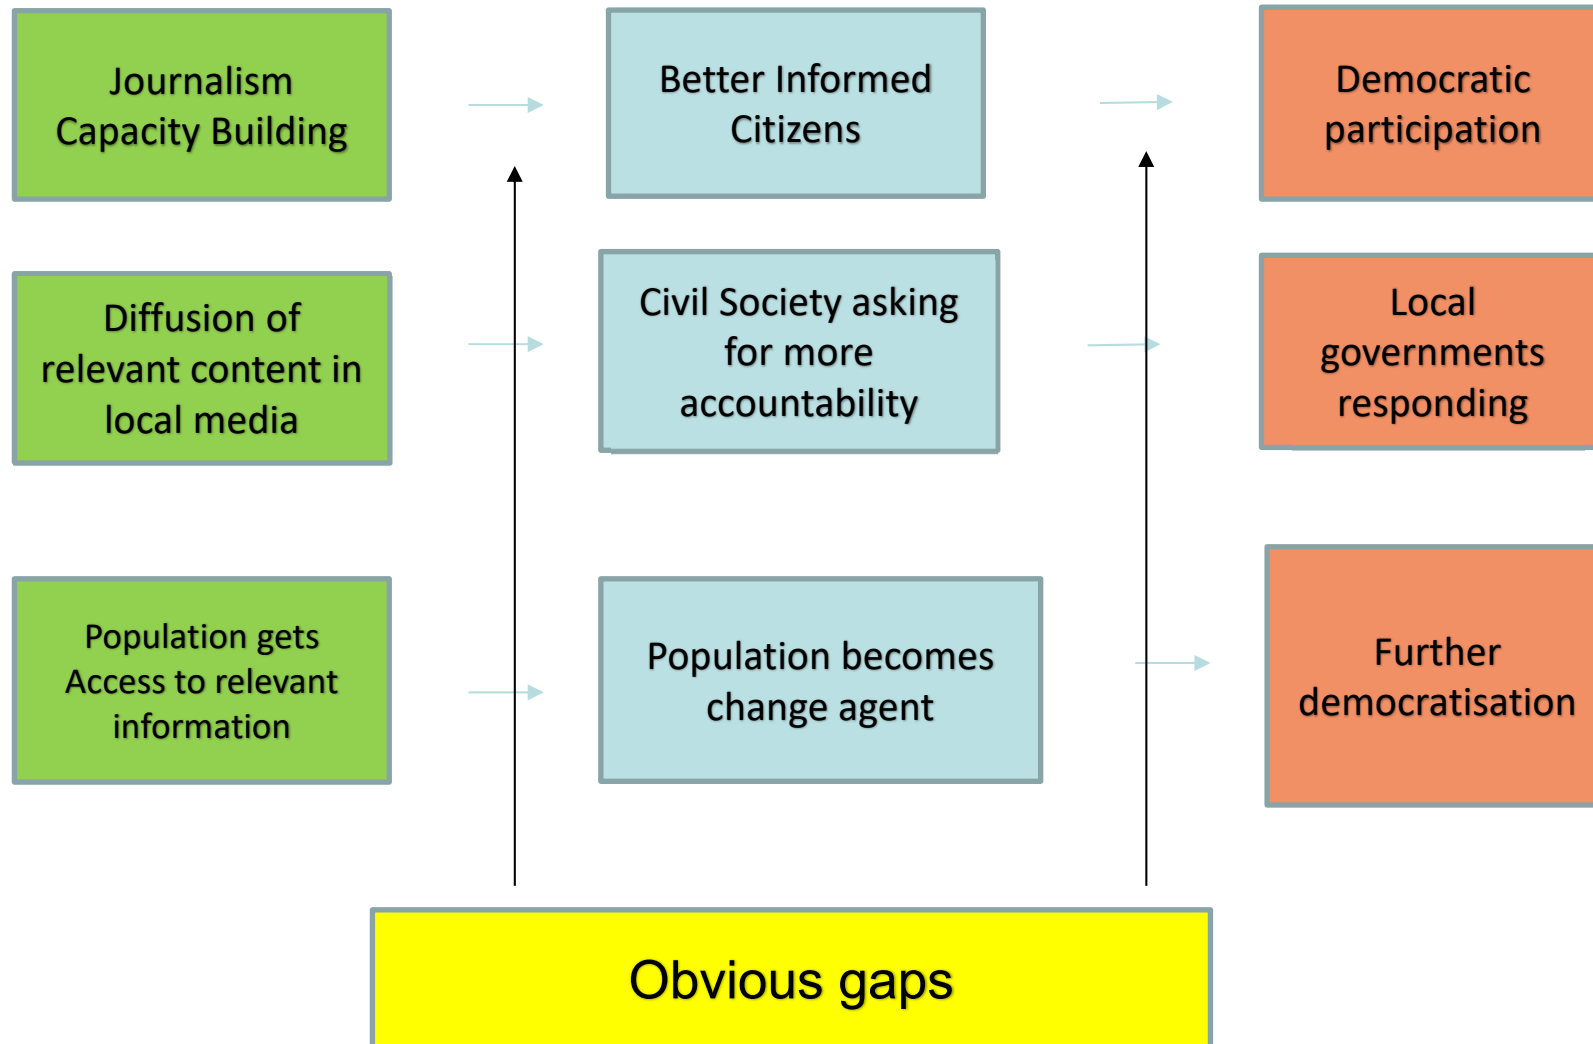 Journalism
Capacity Building
Better Informed
Citizens
Democratic
participation
Diffusion of
relevant content in
local media
Civil Society asking
for more
accountability
Local
governments
responding
Population gets
Access to relevant
information
Population becomes
change agent
Further
democratisation
Obvious gaps